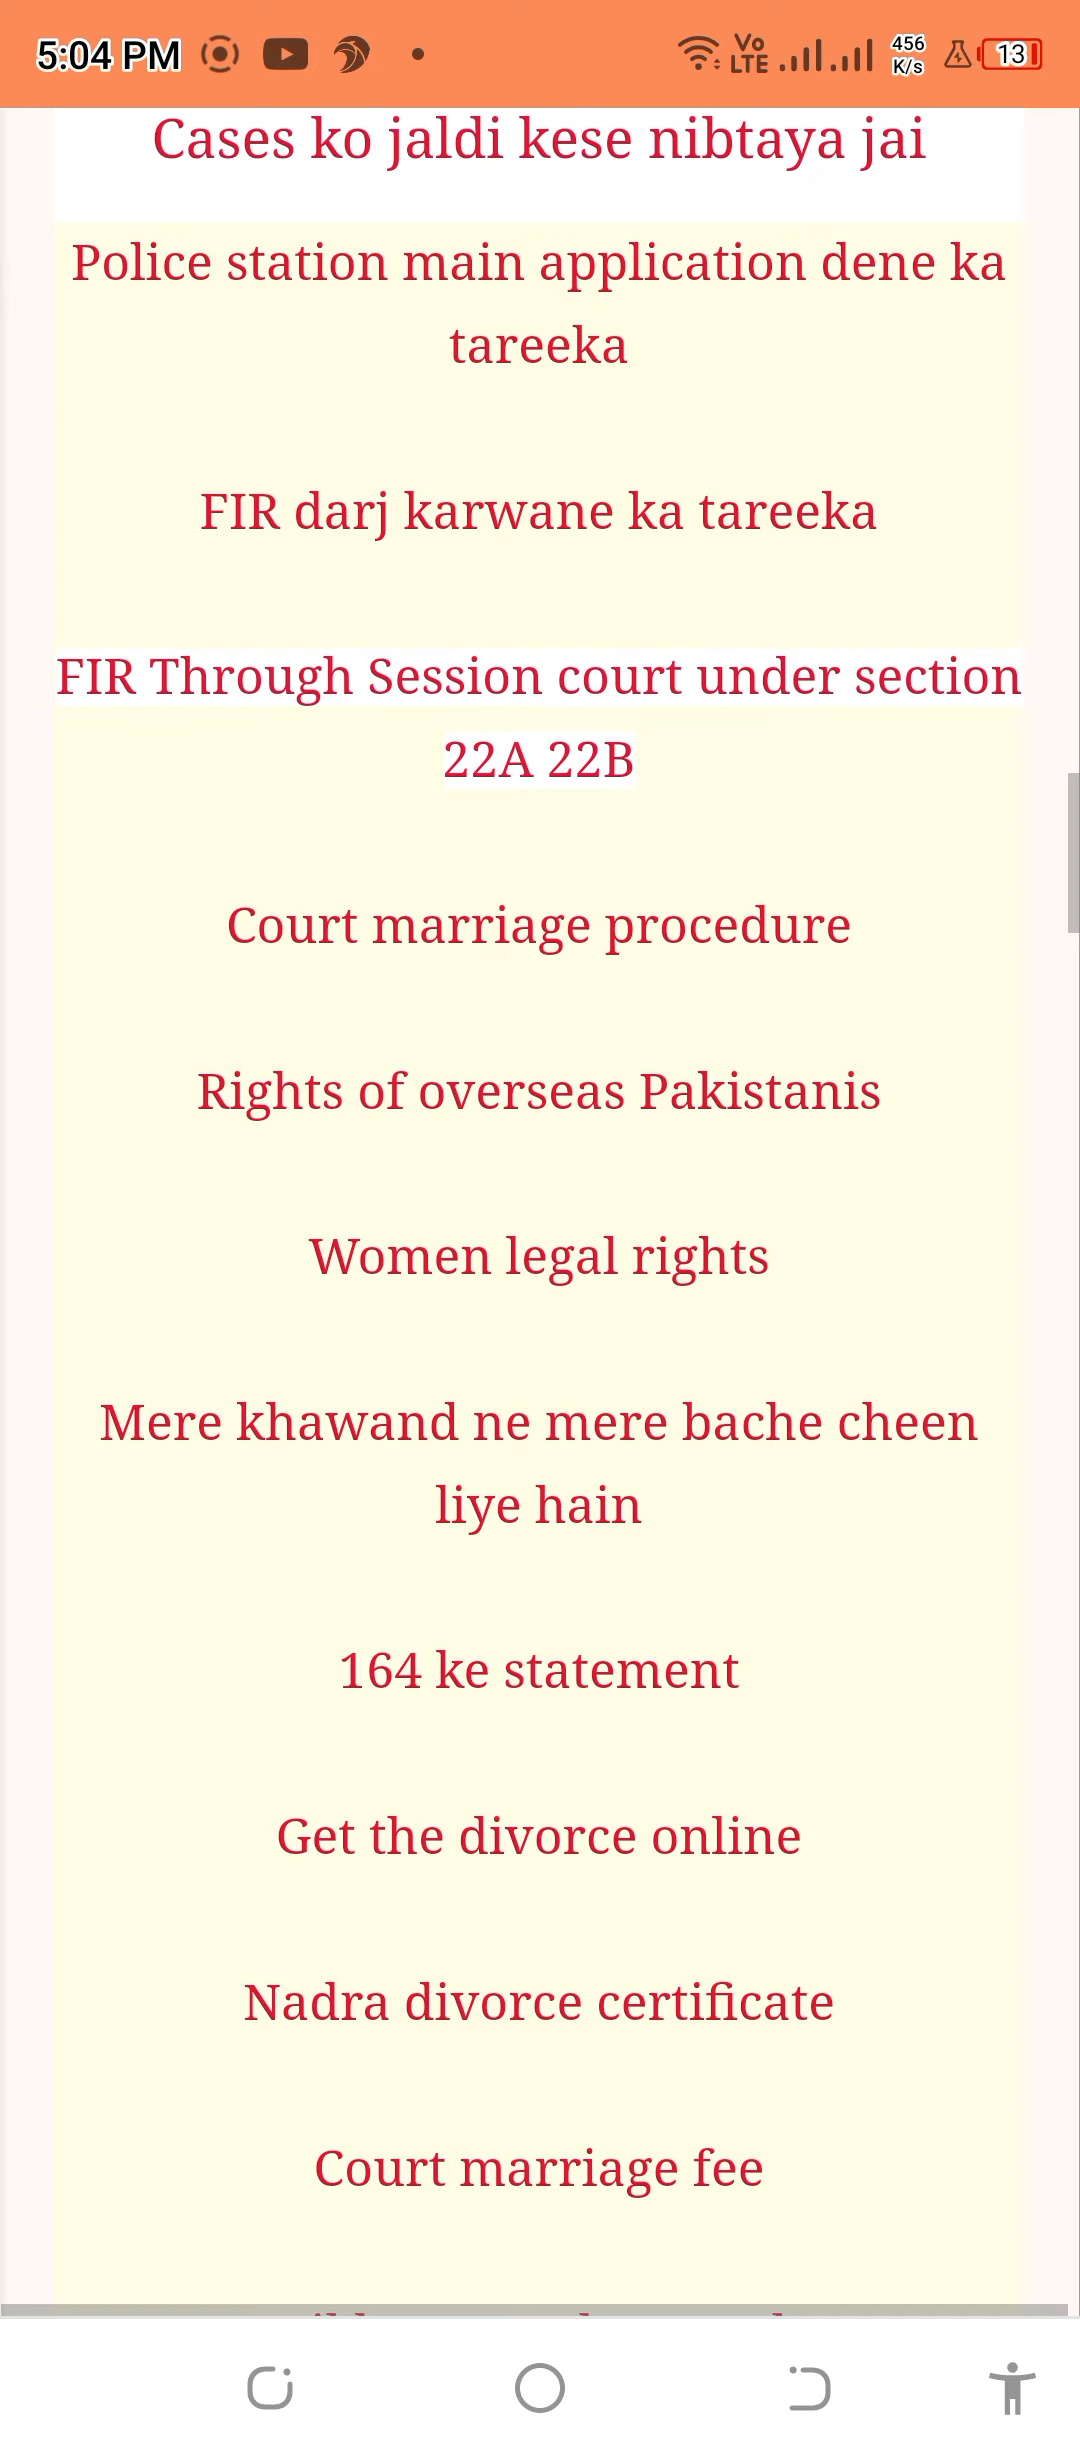 5:04 PM
Vo
LTE
456
K/s
13
Cases ko jaldi kese nibtaya jai
Police station main application dene ka
tareeka
FIR darj karwane ka tareeka
FIR Through Session court under section
22A 22B
Court marriage procedure
Rights of overseas Pakistanis
Women legal rights
Mere khawand ne mere bache cheen
liye hain
164 ke statement
Get the divorce online
Nadra divorce certificate
Court marriage fee